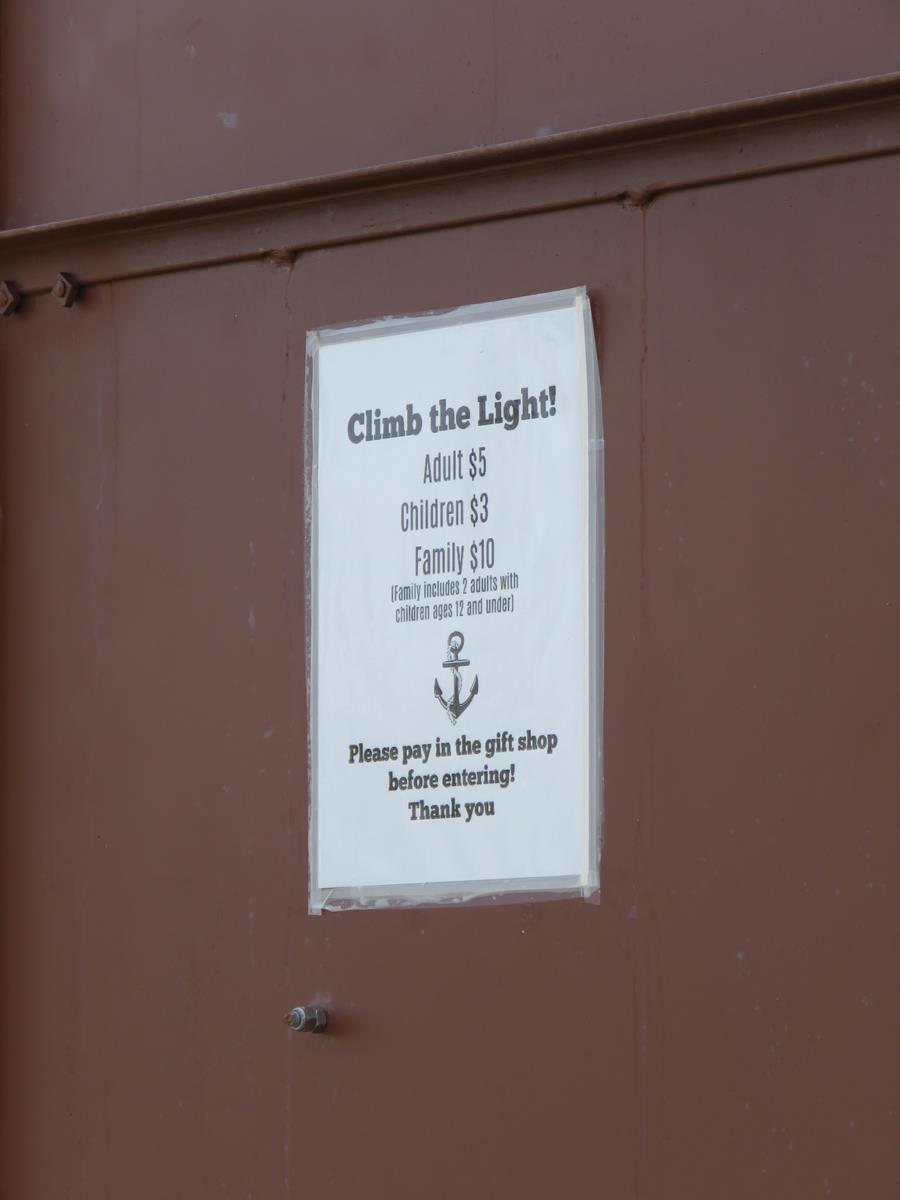 Climb the Light!
Adult $5
Children $3
Family $10
(Family includes 2 adults with
children ages 12 and under)
Please pay in the gift shop
before entering!
Thank you